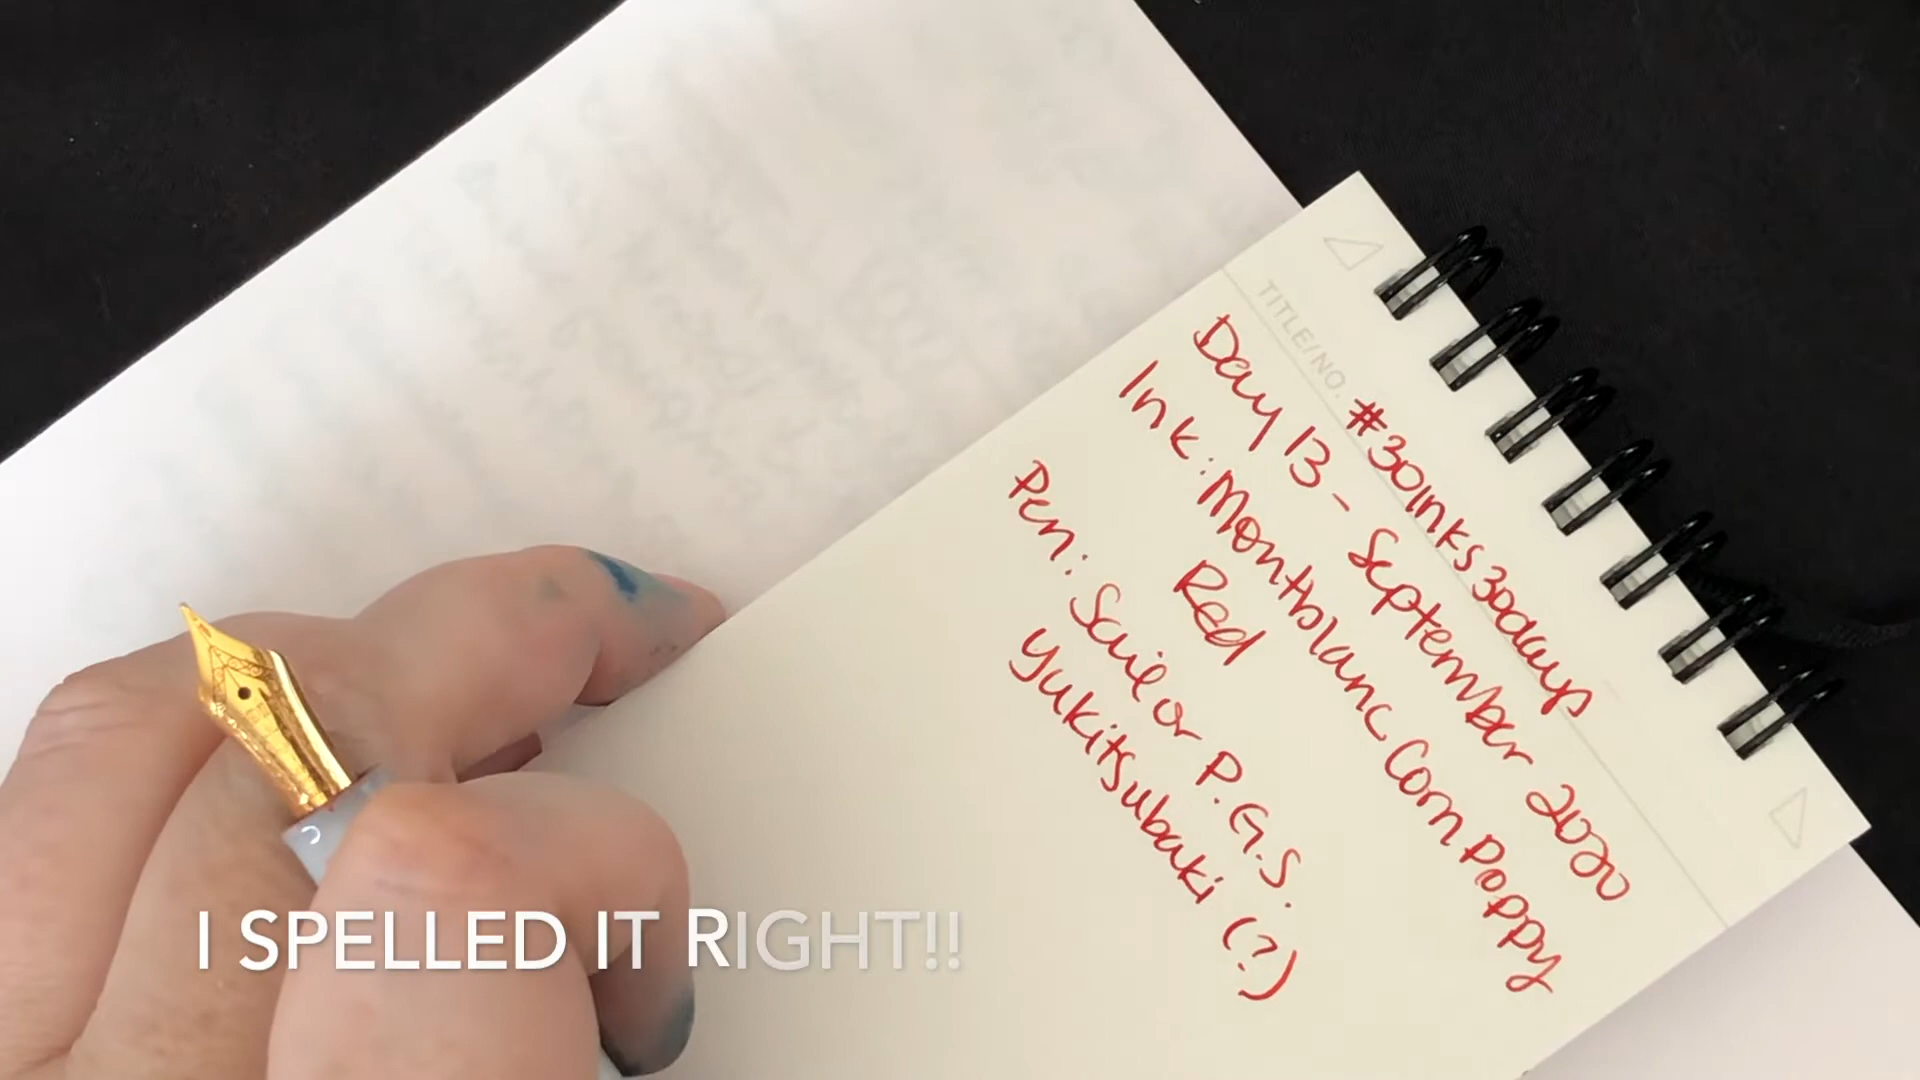 TITLE/NO.
#30inks30days
Day 13 - September 2020
Ink: Montblanc Corn Poppy
Red
Pen: Sailor P.G.S.
Yukitsubaki (?)
I SPELLED IT RIGHT!!